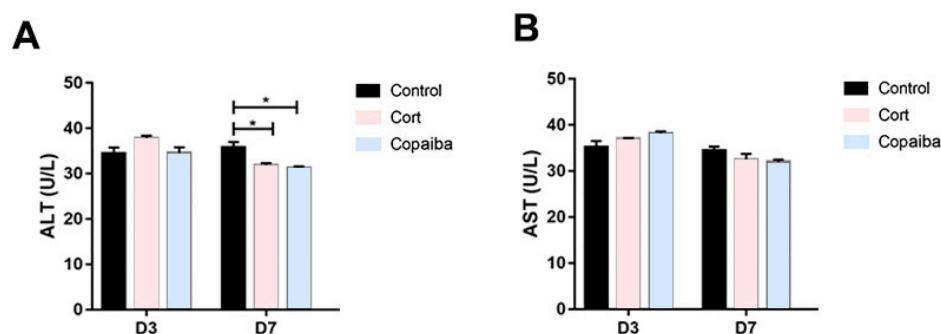 A
ALT (U/L)
50
40
30
20
10
0
D3
D7
*
*
Control
Cort
Copaiba
B
AST (U/L)
50
40
30
20
10
0
D3
D7
Control
Cort
Copaiba